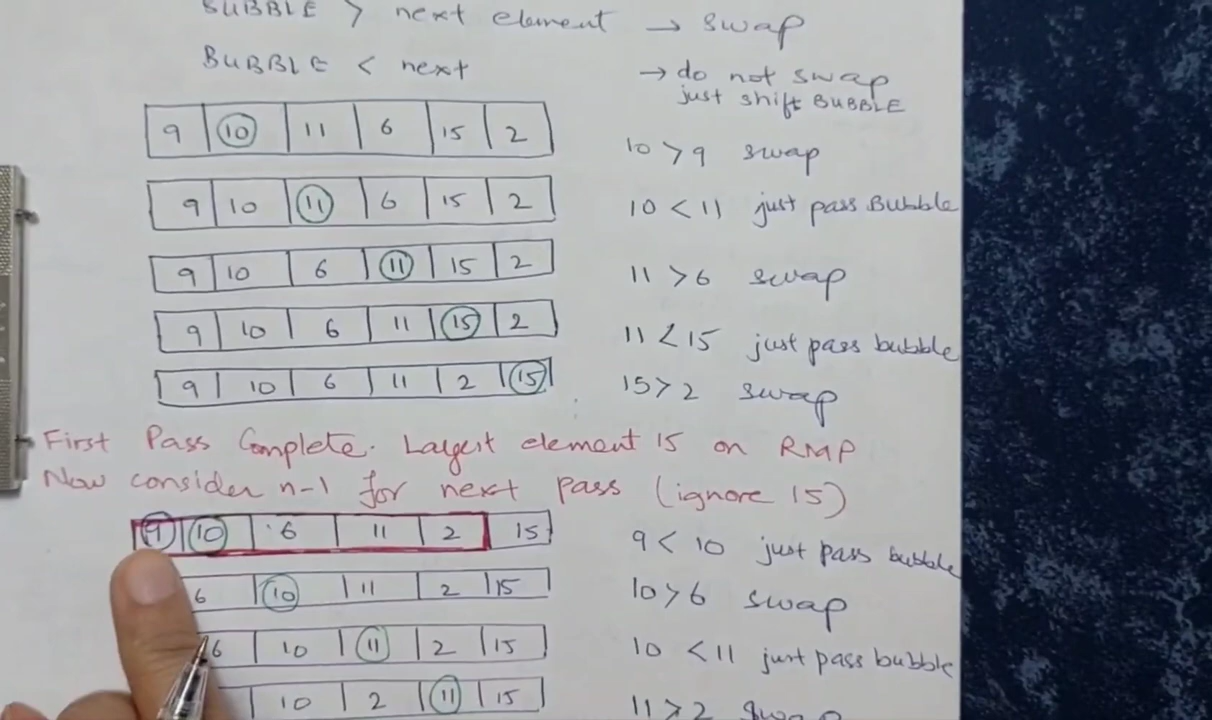 BUBBLE > next element → swap
BUBBLE < next → do not swap
just shift BUBBLE
9 10 11 6 15 2 10 > 9 swap
9 10 11 6 15 2 10 < 11 just pass Bubble
9 10 6 11 15 2 11 > 6 swap
9 10 6 11 15 2 11 < 15 just pass bubble
9 10 6 11 2 15 15 > 2 swap
First Pass Complete. Largest element 15 on RMP
Now consider n-1 for next pass (ignore 15)
9 10 6 11 2 15 9 < 10 just pass bubble
6 10 11 2 15 10 > 6 swap
6 10 11 2 15 10 < 11 just pass bubble
10 2 11 15 11 > 2 swap